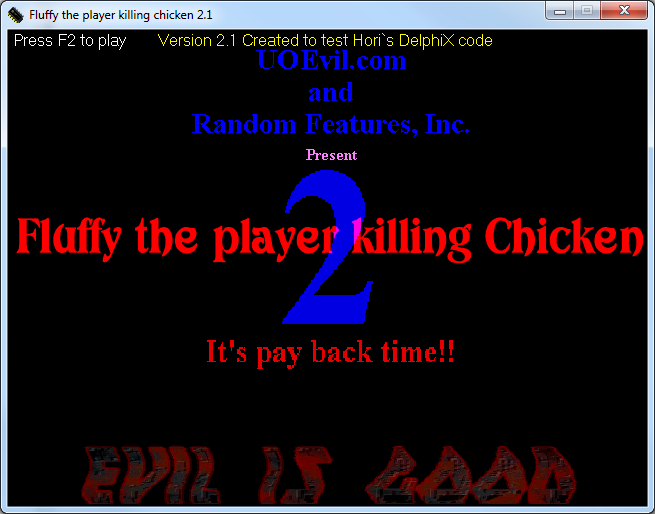 Fluffy the player killing chicken 2.1
Press F2 to play Version 2.1 Created to test Hori`s DelphiX code
UOEvil.com
and
Random Features, Inc.
Present
2
Fluffy the player killing Chicken
It's pay back time!!
EVIL IS GOOD